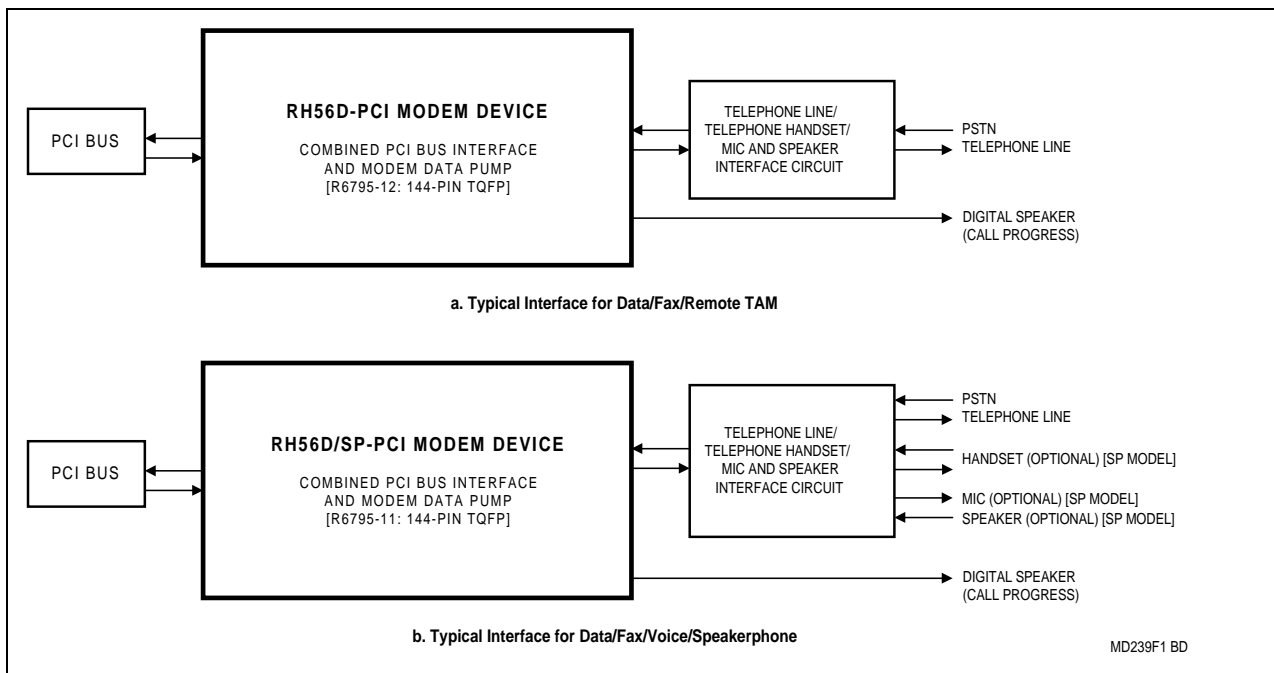 RH56D-PCI MODEM DEVICE
COMBINED PCI BUS INTERFACE
AND MODEM DATA PUMP
[R6795-12: 144-PIN TQFP]
PCI BUS
TELEPHONE LINE/
TELEPHONE HANDSET/
MIC AND SPEAKER
INTERFACE CIRCUIT
PSTN
TELEPHONE LINE
DIGITAL SPEAKER
(CALL PROGRESS)
a. Typical Interface for Data/Fax/Remote TAM
RH56D/SP-PCI MODEM DEVICE
COMBINED PCI BUS INTERFACE
AND MODEM DATA PUMP
[R6795-11: 144-PIN TQFP]
PCI BUS
TELEPHONE LINE/
TELEPHONE HANDSET/
MIC AND SPEAKER
INTERFACE CIRCUIT
PSTN
TELEPHONE LINE
HANDSET (OPTIONAL) [SP MODEL]
MIC (OPTIONAL) [SP MODEL]
SPEAKER (OPTIONAL) [SP MODEL]
DIGITAL SPEAKER
(CALL PROGRESS)
b. Typical Interface for Data/Fax/Voice/Speakerphone
MD239F1 BD